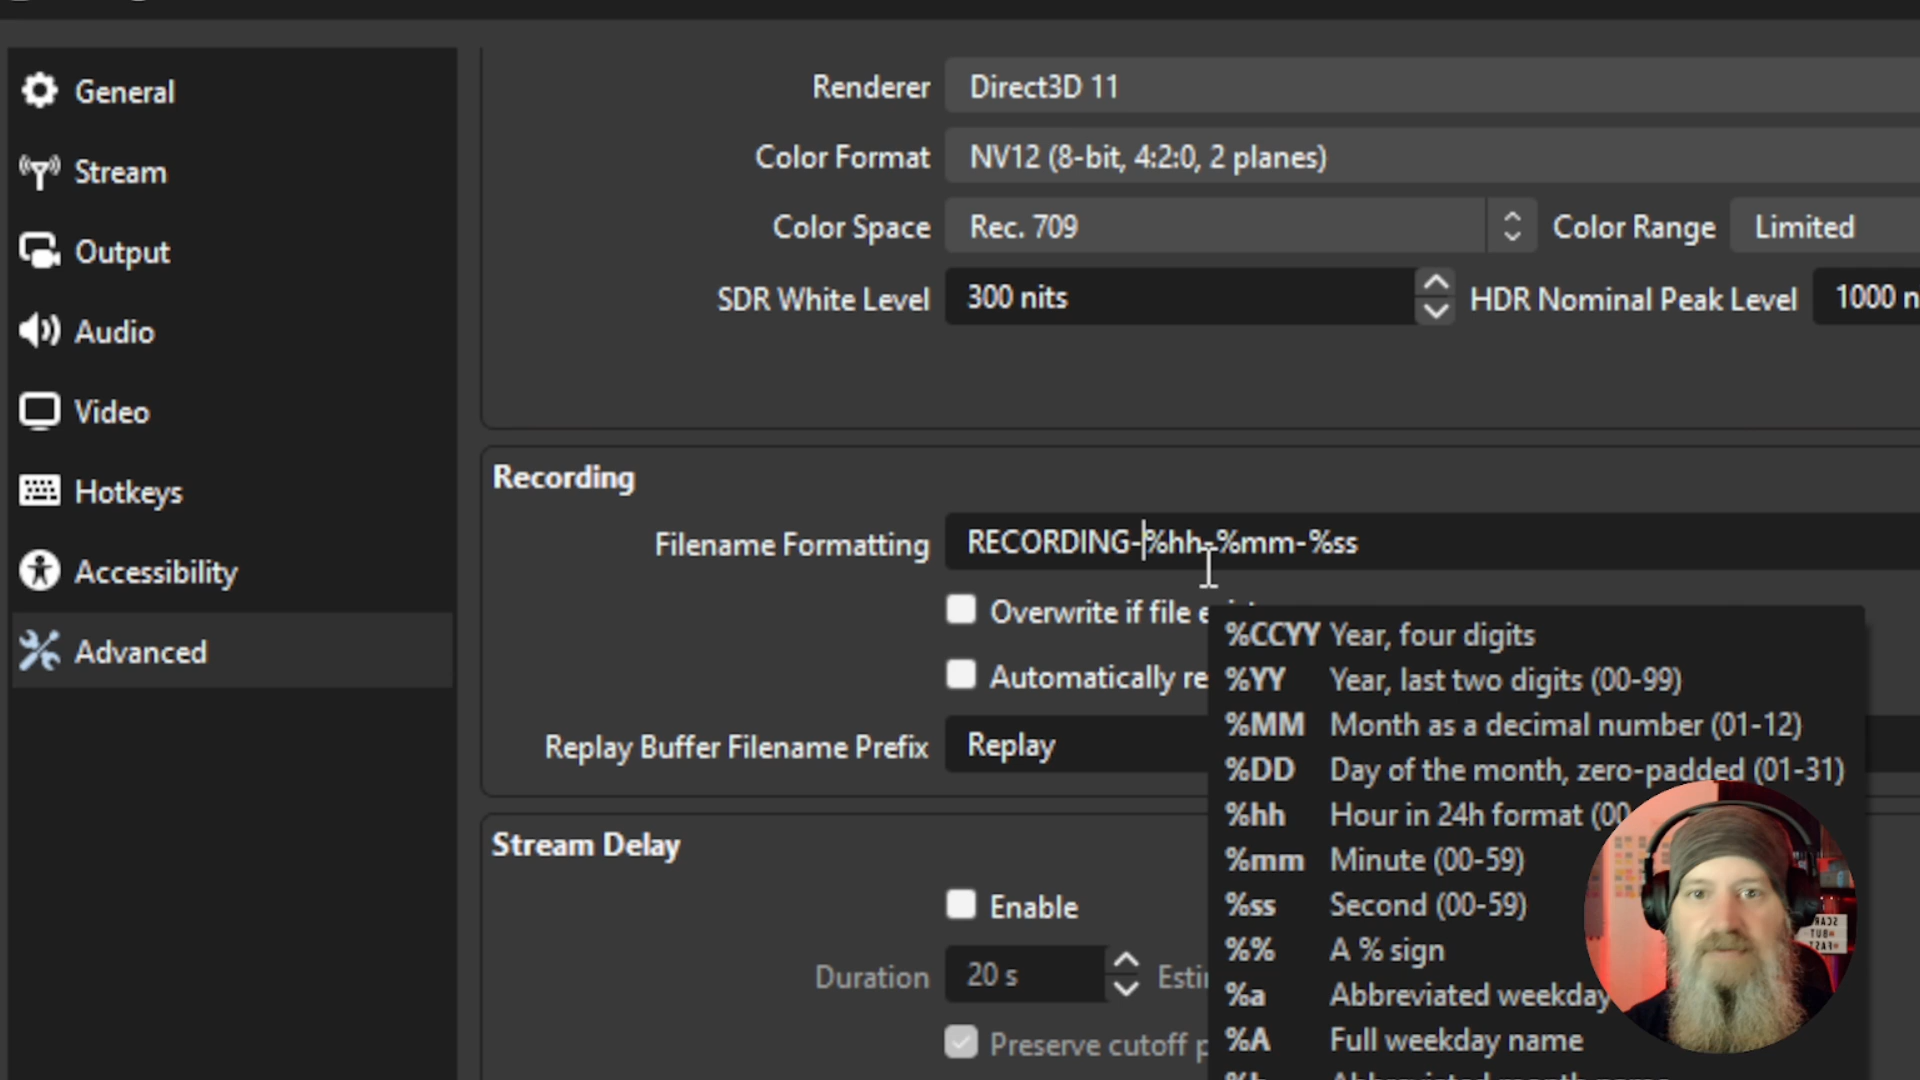 General
Stream
Output
Audio
Video
Hotkeys
Accessibility
Advanced
Renderer Direct3D 11
Color Format NV12 (8-bit, 4:2:0, 2 planes)
Color Space Rec. 709 Color Range Limited
SDR White Level 300 nits HDR Nominal Peak Level 1000 n
Recording
Filename Formatting RECORDING-%hh-%mm-%ss
Overwrite if file
Automatically re
Replay Buffer Filename Prefix Replay
%CCYY Year, four digits
%YY Year, last two digits (00-99)
%MM Month as a decimal number (01-12)
%DD Day of the month, zero-padded (01-31)
%hh Hour in 24h format (00
%mm Minute (00-59)
%ss Second (00-59)
%% A % sign
%a Abbreviated weekday
%A Full weekday name
Stream Delay
Enable
Duration 20 s Esti
Preserve cutoff p